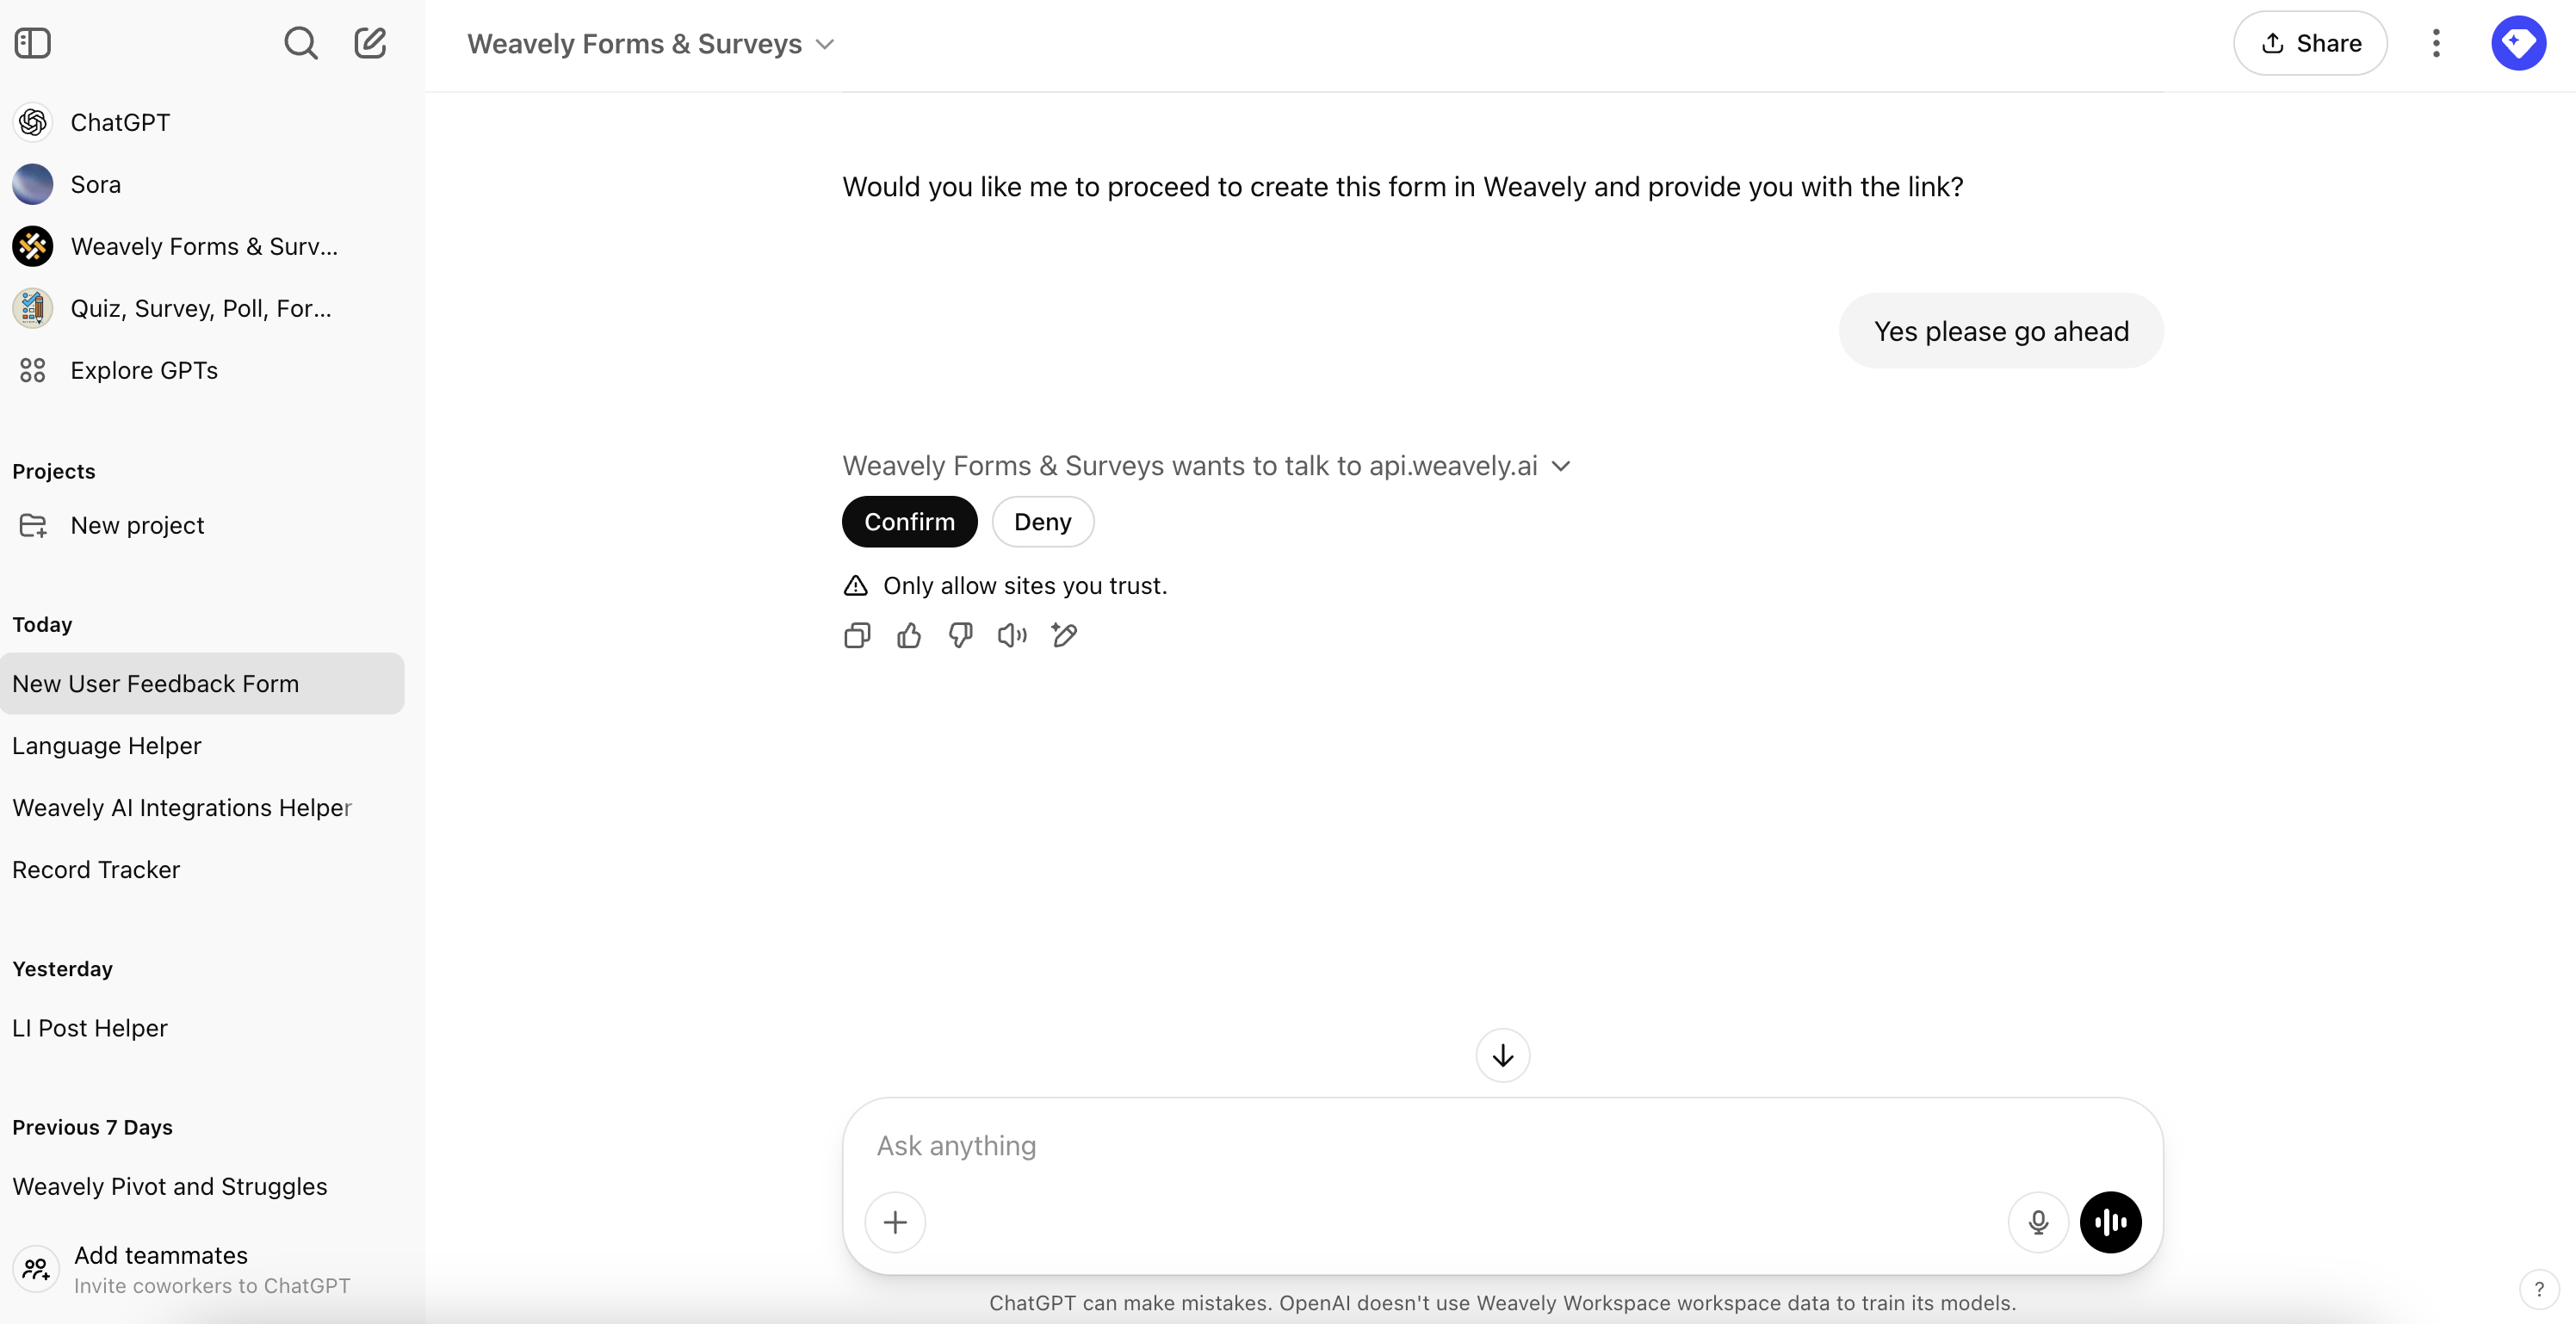 Weavely Forms & Surveys
Share
ChatGPT
Sora
Weavely Forms & Surv...
Quiz, Survey, Poll, For...
Explore GPTs
Projects
New project
Today
New User Feedback Form
Language Helper
Weavely AI Integrations Helper
Record Tracker
Yesterday
LI Post Helper
Previous 7 Days
Weavely Pivot and Struggles
Add teammates
Invite coworkers to ChatGPT
Would you like me to proceed to create this form in Weavely and provide you with the link?
Yes please go ahead
Weavely Forms & Surveys wants to talk to api.weavely.ai
Confirm
Deny
Only allow sites you trust.
Ask anything
ChatGPT can make mistakes. OpenAI doesn't use Weavely Workspace workspace data to train its models.
?